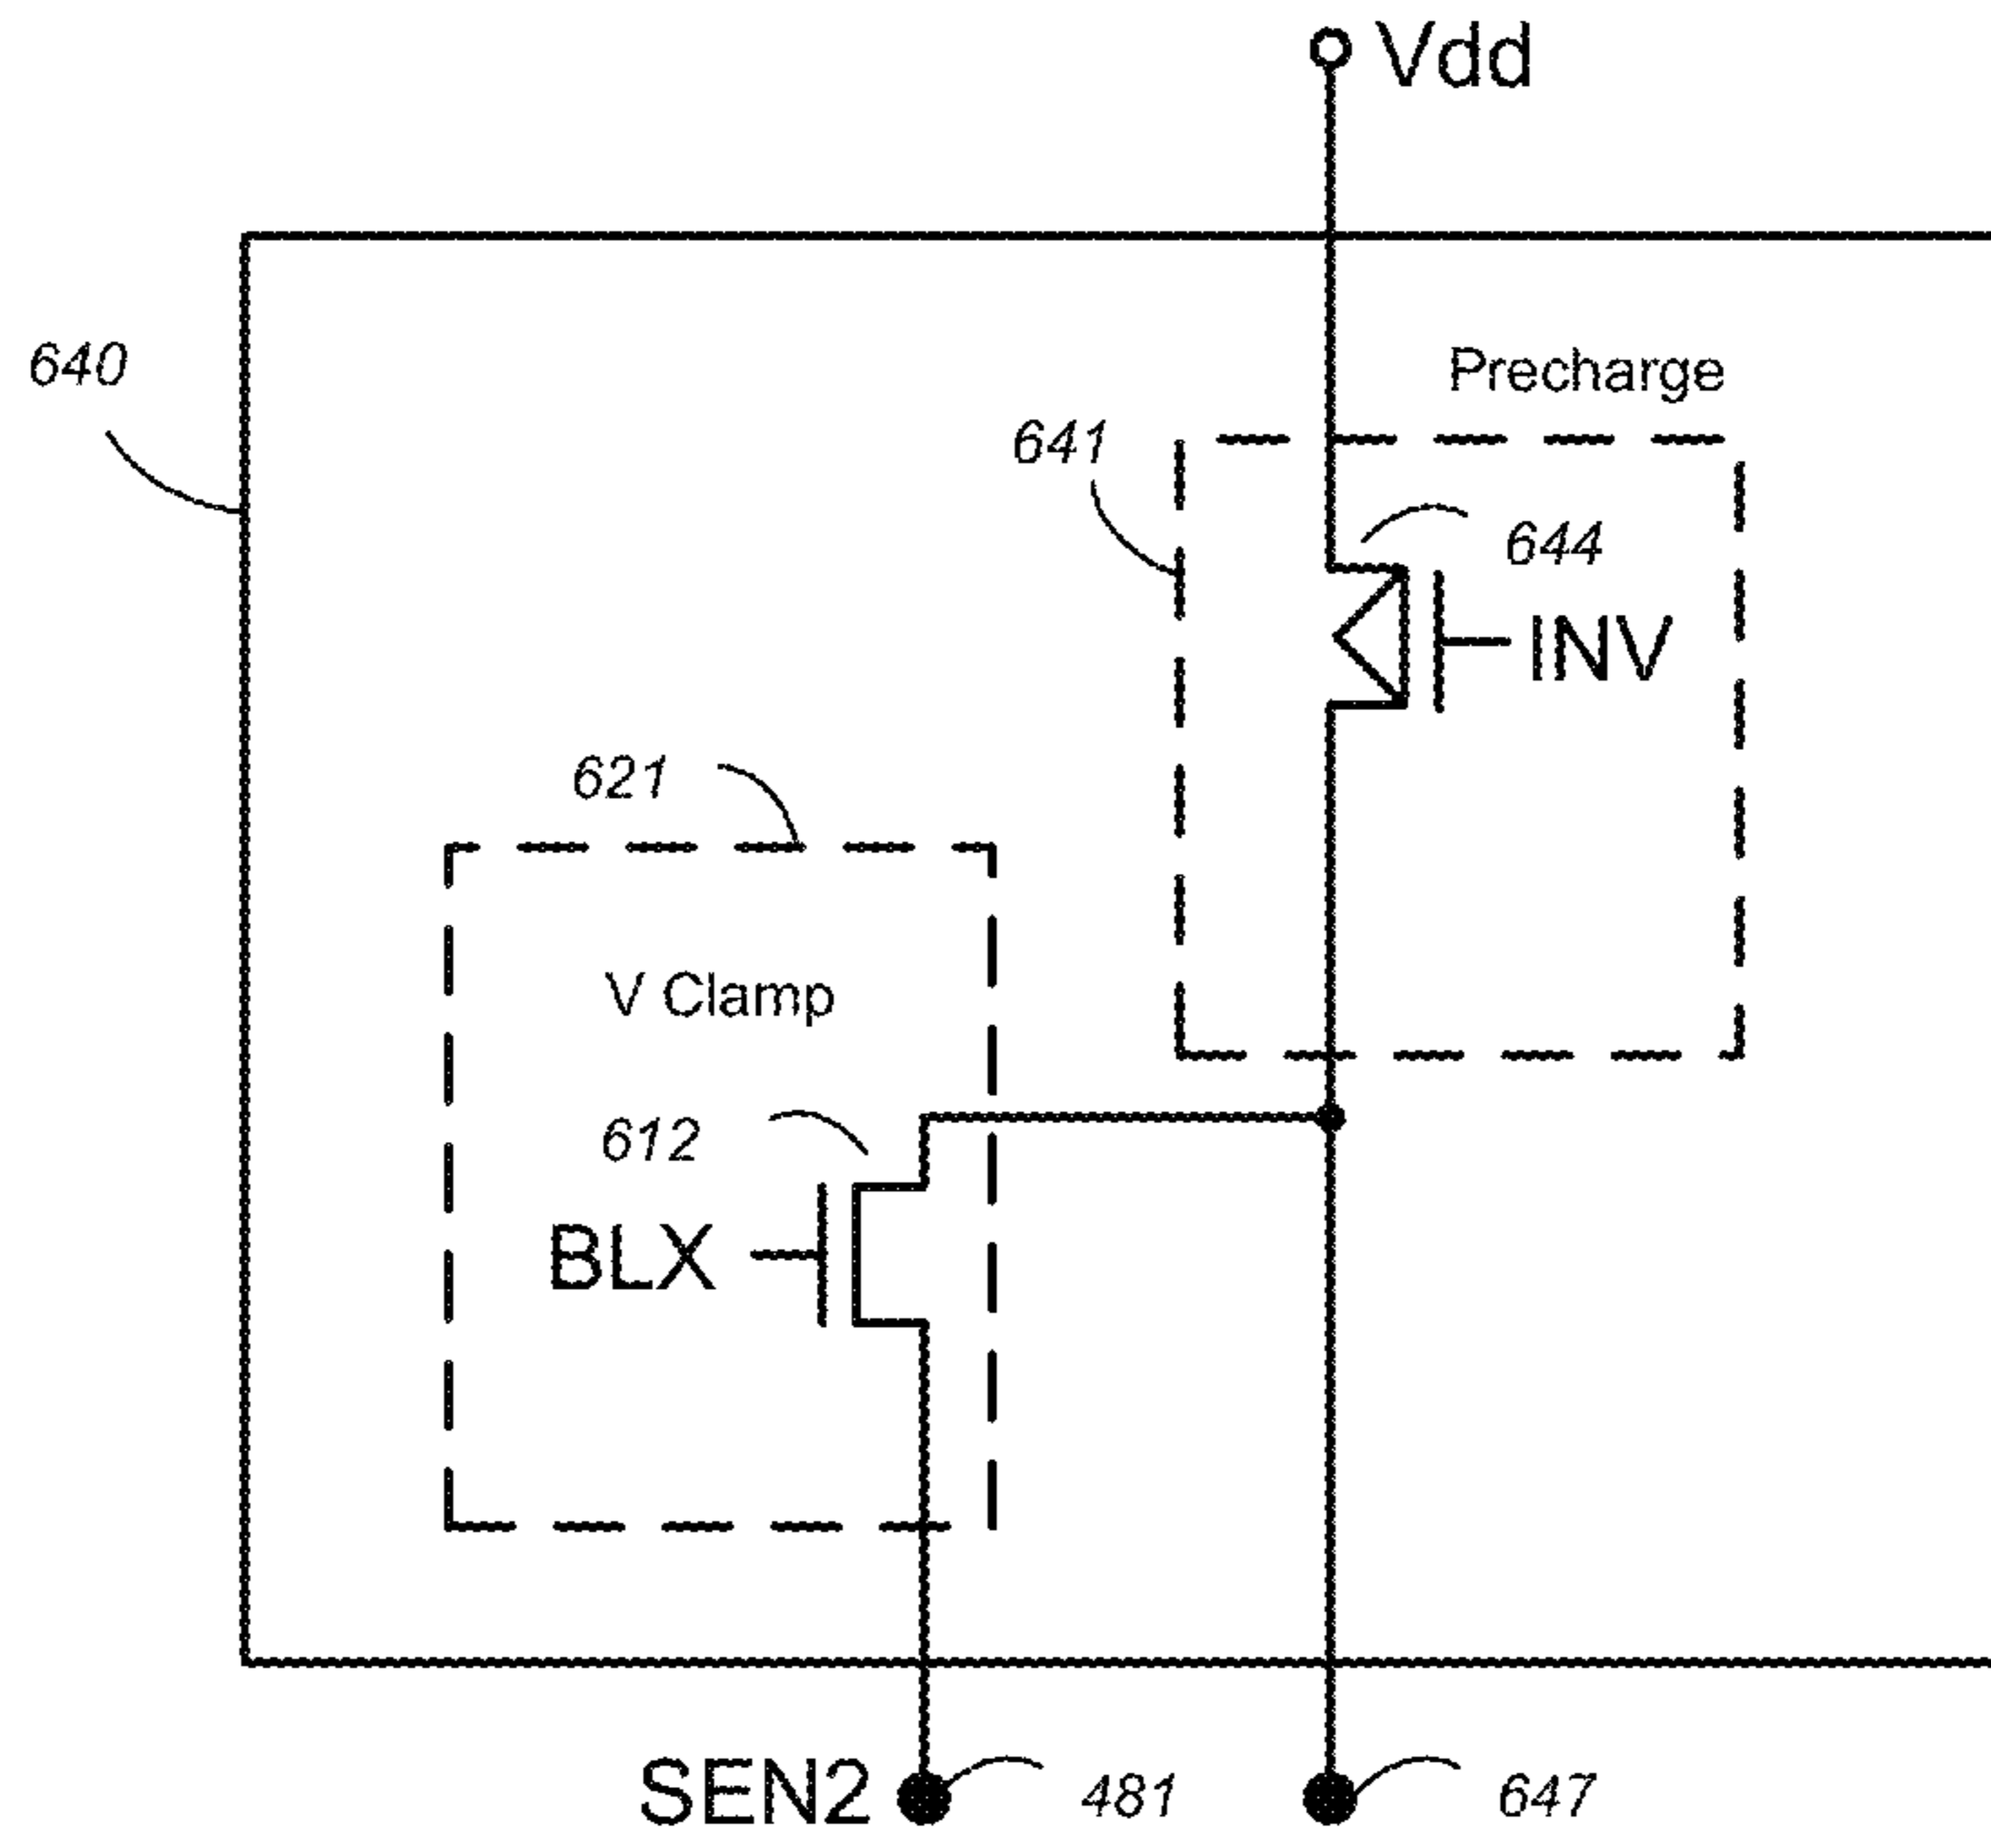 Vdd
640
Precharge
641
644
INV
621
V Clamp
612
BLX
SEN2
481
647